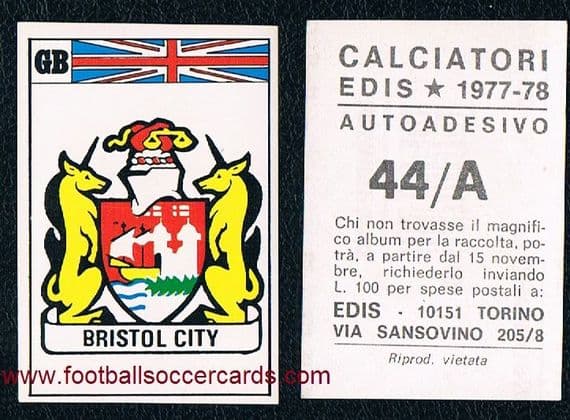 GB
BRISTOL CITY
CALCIATORI
EDIS ★ 1977-78
AUTOADESIVO
44/A
Chi non trovasse il magnifi-
co album per la raccolta, po-
trà, a partire dal 15 novem-
bre, richiederlo inviando
L. 100 per spese postali a:
EDIS - 10151 TORINO
VIA SANSOVINO 205/8
Riprod. vietata
www.footballsoccercards.com